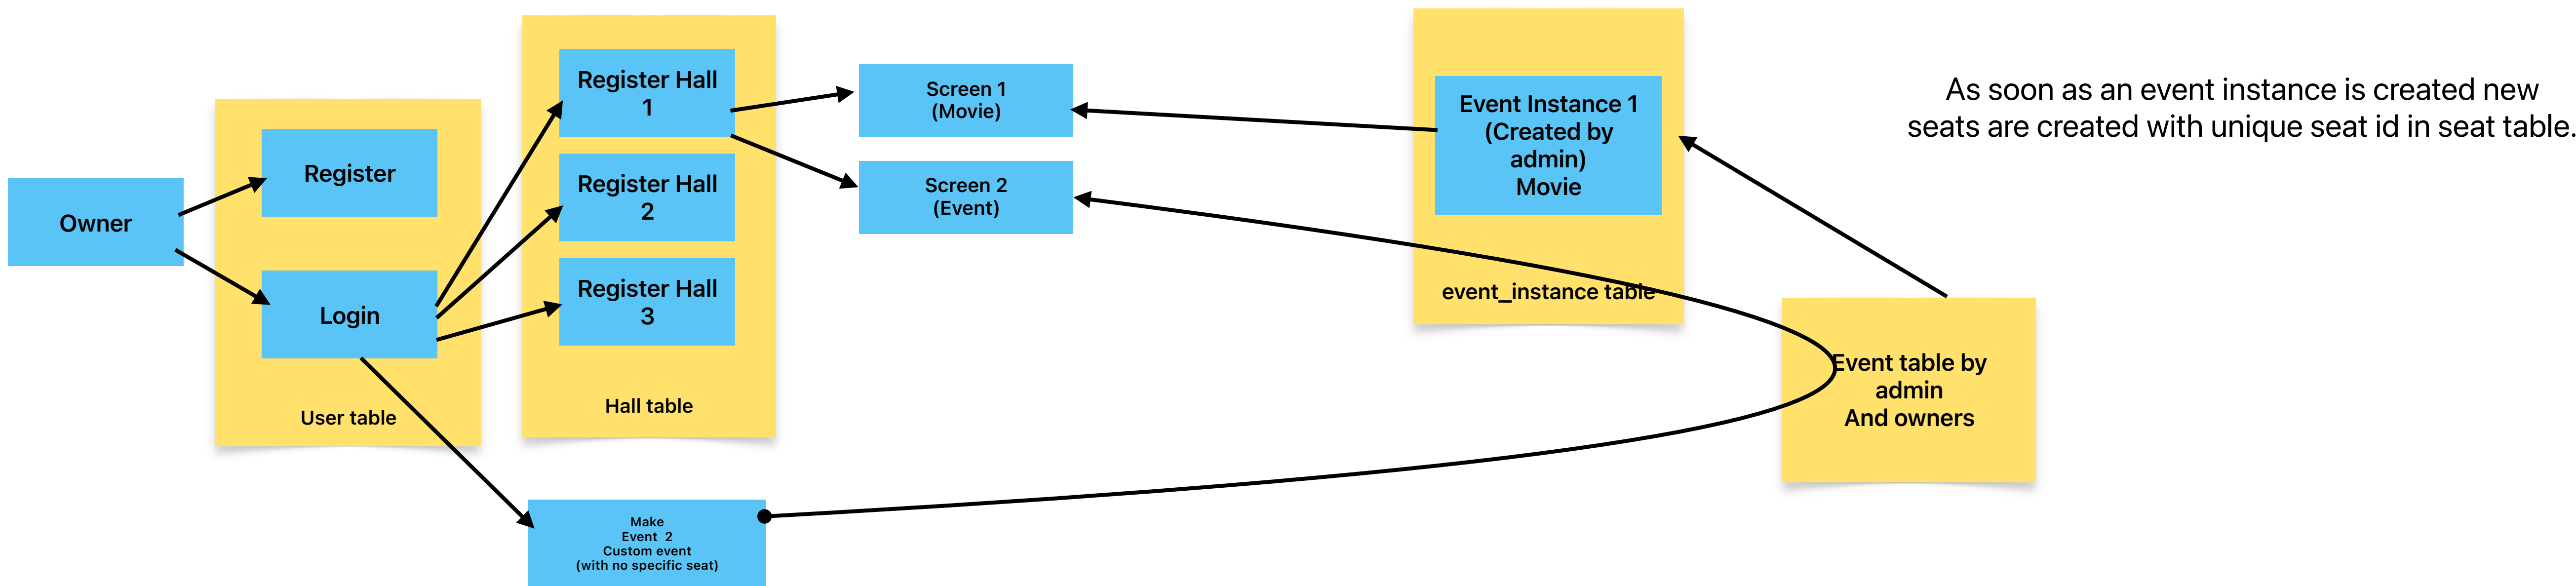 Owner
Register
Login
User table
Register Hall
1
Register Hall
2
Register Hall
3
Hall table
Make
Event 2
Custom event
(with no specific seat)
Screen 1
(Movie)
Screen 2
(Event)
Event Instance 1
(Created by
admin)
Movie
event_instance table
Event table by
admin
And owners
As soon as an event instance is created new
seats are created with unique seat id in seat table.